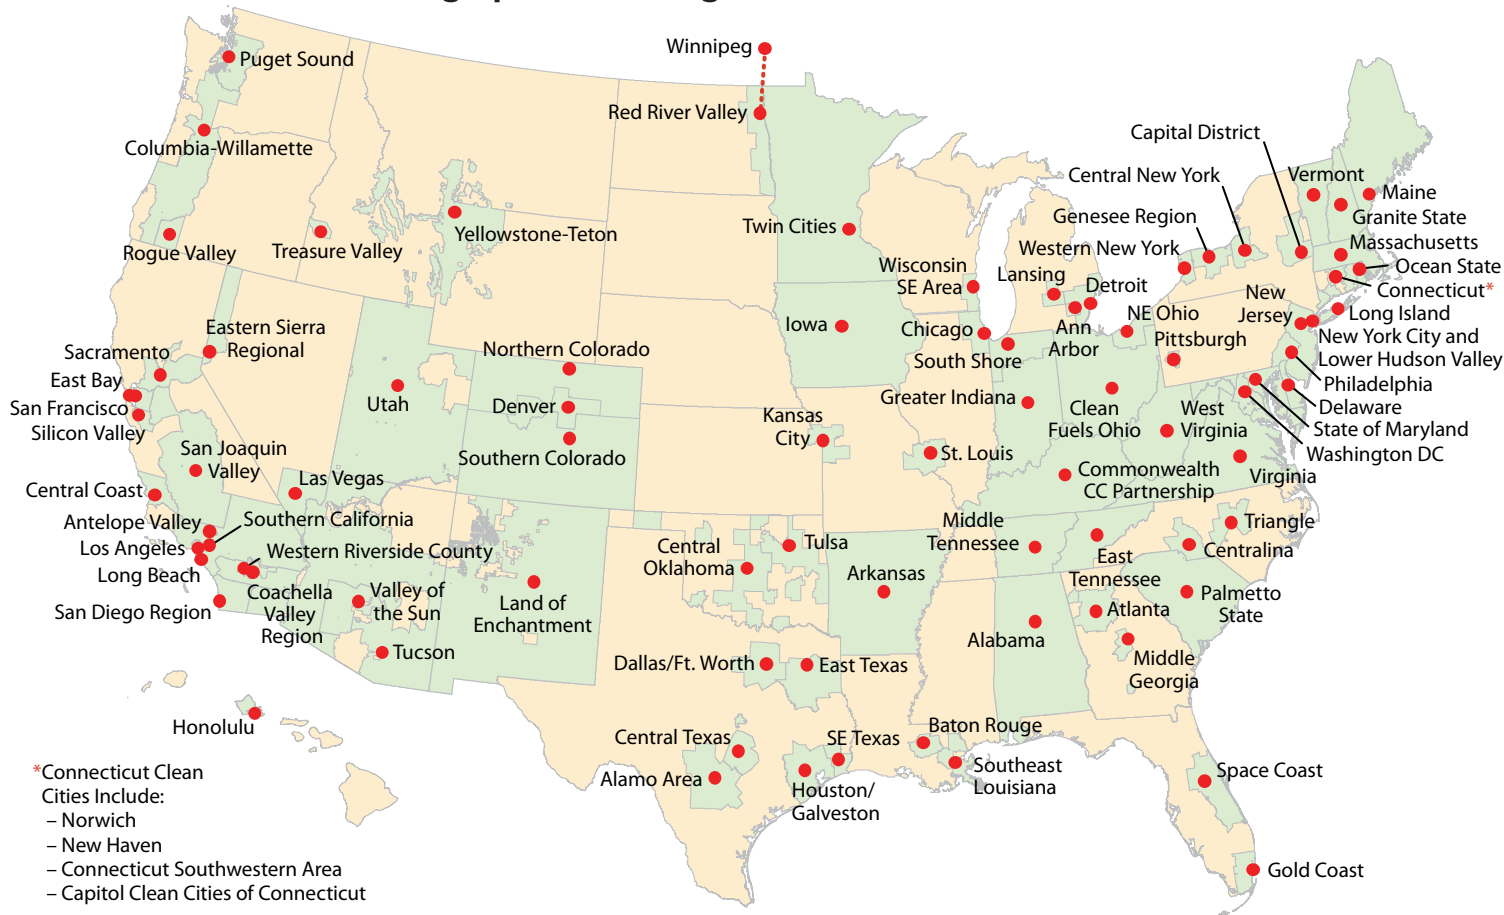 Winnipeg
Puget Sound
Red River Valley
Capital District
Columbia-Willamette
Central New York
Vermont
Maine
Genesee Region
Granite State
Twin Cities
Yellowstone-Teton
Rogue Valley
Treasure Valley
Western New York
Massachusetts
Wisconsin
SE Area
Lansing
Ocean State
Detroit
Connecticut*
New
Jersey
Long Island
Eastern Sierra
Regional
Iowa
Chicago
Ann
Arbor
NE Ohio
Pittsburgh
New York City and
Lower Hudson Valley
Sacramento
Northern Colorado
South Shore
East Bay
Philadelphia
Utah
Denver
Greater Indiana
San Francisco
Delaware
Silicon Valley
Kansas
City
Clean
Fuels Ohio
West
Virginia
State of Maryland
San Joaquin
Valley
Southern Colorado
St. Louis
Washington DC
Las Vegas
Commonwealth
CC Partnership
Virginia
Central Coast
Antelope Valley
Southern California
Middle
Tennessee
Triangle
Los Angeles
Western Riverside County
Central
Oklahoma
Tulsa
East
Tennessee
Centralina
Long Beach
Arkansas
San Diego Region
Coachella
Valley
Region
Valley of
the Sun
Land of
Enchantment
Atlanta
Palmetto
State
Alabama
Tucson
Dallas/Ft. Worth
East Texas
Middle
Georgia
Honolulu
Central Texas
SE Texas
Baton Rouge
Alamo Area
Houston/
Galveston
Southeast
Louisiana
Space Coast
Gold Coast
*Connecticut Clean
Cities Include:
– Norwich
– New Haven
– Connecticut Southwestern Area
– Capitol Clean Cities of Connecticut